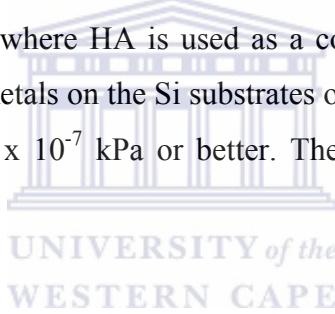 where HA is used as a co
etals on the Si substrates o
x 10⁻⁷ kPa or better. The
UNIVERSITY of the
WESTERN CAPE